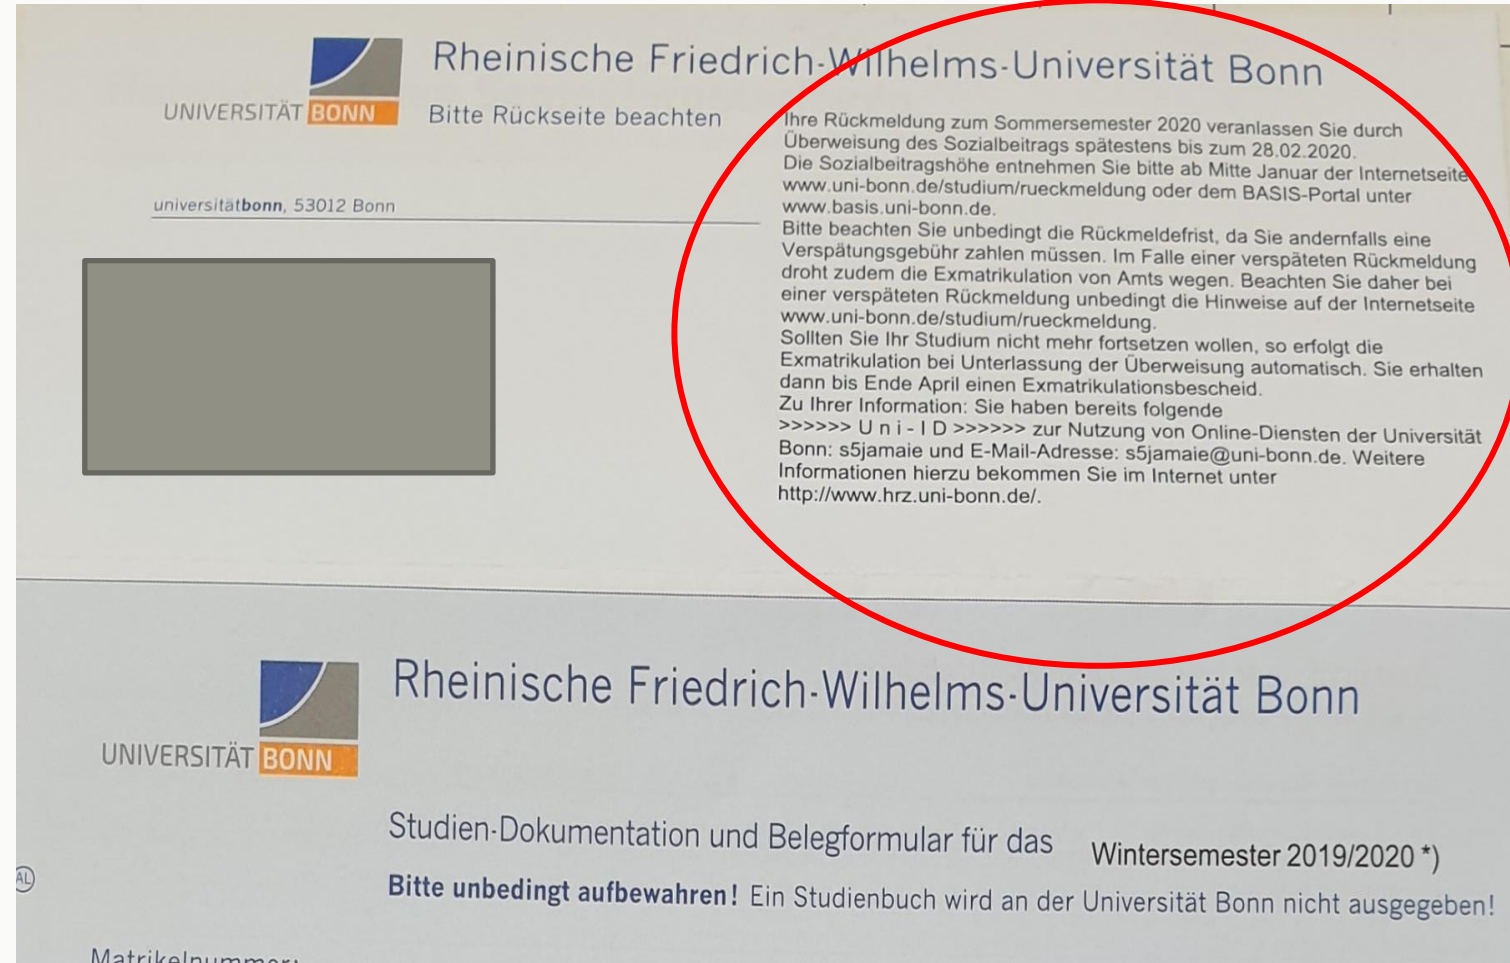 Rheinische Friedrich-Wilhelms-Universität Bonn
UNIVERSITÄT BONN
Bitte Rückseite beachten
universitätbonn, 53012 Bonn
Ihre Rückmeldung zum Sommersemester 2020 veranlassen Sie durch
Überweisung des Sozialbeitrags spätestens bis zum 28.02.2020.
Die Sozialbeitragshöhe entnehmen Sie bitte ab Mitte Januar der Internetseite
www.uni-bonn.de/studium/rueckmeldung oder dem BASIS-Portal unter
www.basis.uni-bonn.de.
Bitte beachten Sie unbedingt die Rückmeldefrist, da Sie andernfalls eine
Verspätungsgebühr zahlen müssen. Im Falle einer verspäteten Rückmeldung
droht zudem die Exmatrikulation von Amts wegen. Beachten Sie daher bei
einer verspäteten Rückmeldung unbedingt die Hinweise auf der Internetseite
www.uni-bonn.de/studium/rueckmeldung.
Sollten Sie Ihr Studium nicht mehr fortsetzen wollen, so erfolgt die
Exmatrikulation bei Unterlassung der Überweisung automatisch. Sie erhalten
dann bis Ende April einen Exmatrikulationsbescheid.
Zu Ihrer Information: Sie haben bereits folgende
>>>>>> U n i - I D >>>>>> zur Nutzung von Online-Diensten der Universität
Bonn: s5jamaie und E-Mail-Adresse: s5jamaie@uni-bonn.de. Weitere
Informationen hierzu bekommen Sie im Internet unter
http://www.hrz.uni-bonn.de/.
Rheinische Friedrich-Wilhelms-Universität Bonn
UNIVERSITÄT BONN
Studien-Dokumentation und Belegformular für das Wintersemester 2019/2020 *)
AL
Bitte unbedingt aufbewahren! Ein Studienbuch wird an der Universität Bonn nicht ausgegeben!
Matrikelnummer: